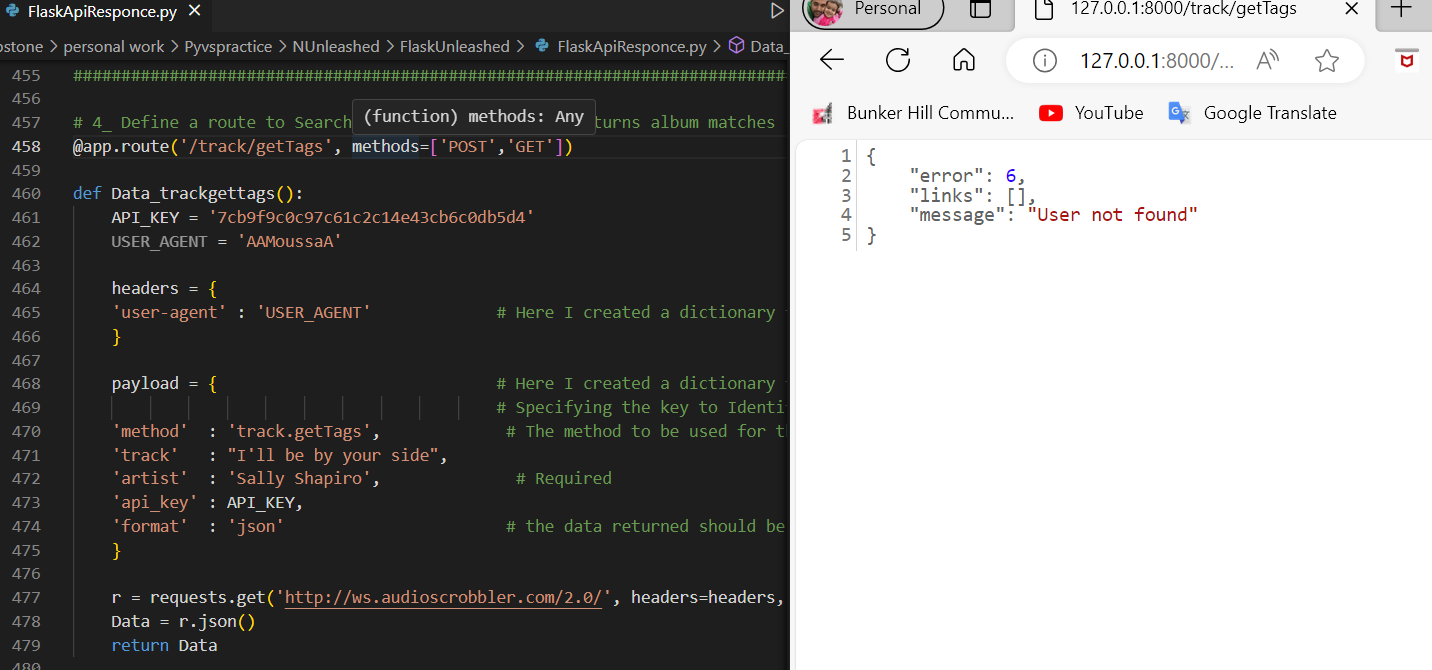 FlaskApiResponce.py ×
pstone > personal work > Pyvspractice > NUnleashed > FlaskUnleashed > FlaskApiResponce.py > Data_
455 ##########################################################################
456
457 # 4_ Define a route to Search turns album matches
(function) methods: Any
458 @app.route('/track/getTags', methods=['POST','GET'])
459
460 def Data_trackgettags():
461 API_KEY = '7cb9f9c0c97c61c2c14e43cb6c0db5d4'
462 USER_AGENT = 'AAMoussaA'
463
464 headers = {
465 'user-agent' : 'USER_AGENT' # Here I created a dictionary
466 }
467
468 payload = { # Here I created a dictionary
469 # Specifying the key to Identi
470 'method' : 'track.getTags', # The method to be used for t
471 'track' : "I'll be by your side",
472 'artist' : 'Sally Shapiro', # Required
473 'api_key' : API_KEY,
474 'format' : 'json' # the data returned should be
475 }
476
477 r = requests.get('http://ws.audioscrobbler.com/2.0/', headers=headers,
478 Data = r.json()
479 return Data
480
Personal
127.0.0.1:8000/track/getTags
127.0.0.1:8000/...
Bunker Hill Commu... YouTube Google Translate
1 {
2 "error": 6,
3 "links": [],
4 "message": "User not found"
5 }